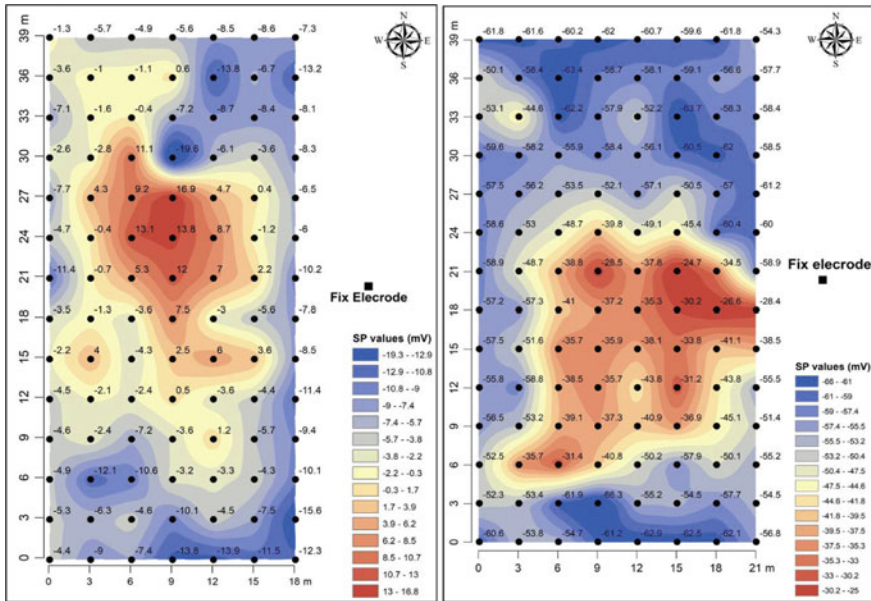 39 m -1.3 -5.7 -4.9 -5.6 -8.5 -8.6 -7.3
N
W E
S
36 -3.6 -1 -1.1 0.6 -13.8 -6.7 -13.2
33 -7.1 -1.6 -0.4 -7.2 -8.7 -8.4 -8.1
30 -2.6 -2.8 11.1 -19.6 -6.1 -3.6 -8.3
27 -7.7 4.3 9.2 16.9 4.7 0.4 -6.5
24 -4.7 -0.4 13.1 13.8 8.7 -1.2 -6
21 -11.4 -0.7 5.3 12 7 2.2 -10.2
Fix Elecrode
18 -3.5 -1.3 -3.6 7.5 -3 -5.6 -7.8
15 -2.2 4 -4.3 2.5 6 3.6 -8.5
12 -4.5 -2.1 -2.4 0.5 -3.6 -4.4 -11.4
9 -4.6 -2.4 -7.2 -3.6 1.2 -5.7 -9.4
6 -4.9 -12.1 -10.6 -3.2 -3.3 -4.3 -10.1
3 -5.3 -6.3 -4.6 -10.1 -4.5 -7.5 -15.6
0 -4.4 -9 -7.4 -13.8 -13.9 -11.5 -12.3
0 3 6 9 12 15 18 m
SP values (mV)
-19.3 - -12.9
-12.9 - -10.8
-10.8 - -9
-9 - -7.4
-7.4 - -5.7
-5.7 - -3.8
-3.8 - -2.2
-2.2 - -0.3
-0.3 - 1.7
1.7 - 3.9
3.9 - 6.2
6.2 - 8.5
8.5 - 10.7
10.7 - 13
13 - 16.8
39 m -61.8 -61.6 -60.2 -62 -60.7 -59.6 -61.8 -54.3
N
W E
S
36 -50.1 -58.4 -63.4 -58.7 -58.1 -59.1 -56.6 -57.7
33 -53.1 -44.6 -62.2 -57.9 -52.2 -63.7 -58.3 -58.4
30 -59.6 -58.2 -55.9 -58.4 -56.1 -60.5 -62 -58.5
27 -57.5 -56.2 -53.5 -52.1 -57.1 -50.5 -57 -61.2
24 -58.6 -53 -48.7 -39.8 -49.1 -45.4 -60.4 -60
21 -58.9 -48.7 -38.8 -28.5 -37.8 -24.7 -34.5 -58.9
Fix elecrode
18 -57.2 -57.3 -41 -37.2 -35.3 -30.2 -26.6 -28.4
15 -57.5 -51.6 -35.7 -35.9 -38.1 -33.8 -41.1 -38.5
12 -55.8 -58.8 -38.5 -35.7 -43.8 -31.2 -43.8 -55.5
9 -56.5 -53.2 -39.1 -37.3 -40.9 -36.9 -45.1 -51.4
6 -52.5 -35.7 -31.4 -40.8 -50.2 -57.9 -50.1 -55.2
3 -52.3 -53.4 -61.9 -66.3 -55.2 -54.5 -57.7 -54.5
0 -60.6 -53.8 -54.7 -61.2 -62.9 -62.5 -62.1 -56.8
0 3 6 9 12 15 18 21 m
SP values (mV)
-66 - -61
-61 - -59
-59 - -57.4
-57.4 - -55.5
-55.5 - -53.2
-53.2 - -50.4
-50.4 - -47.5
-47.5 - -44.6
-44.6 - -41.8
-41.8 - -39.5
-39.5 - -37.5
-37.5 - -35.3
-35.3 - -33
-33 - -30.2
-30.2 - -25